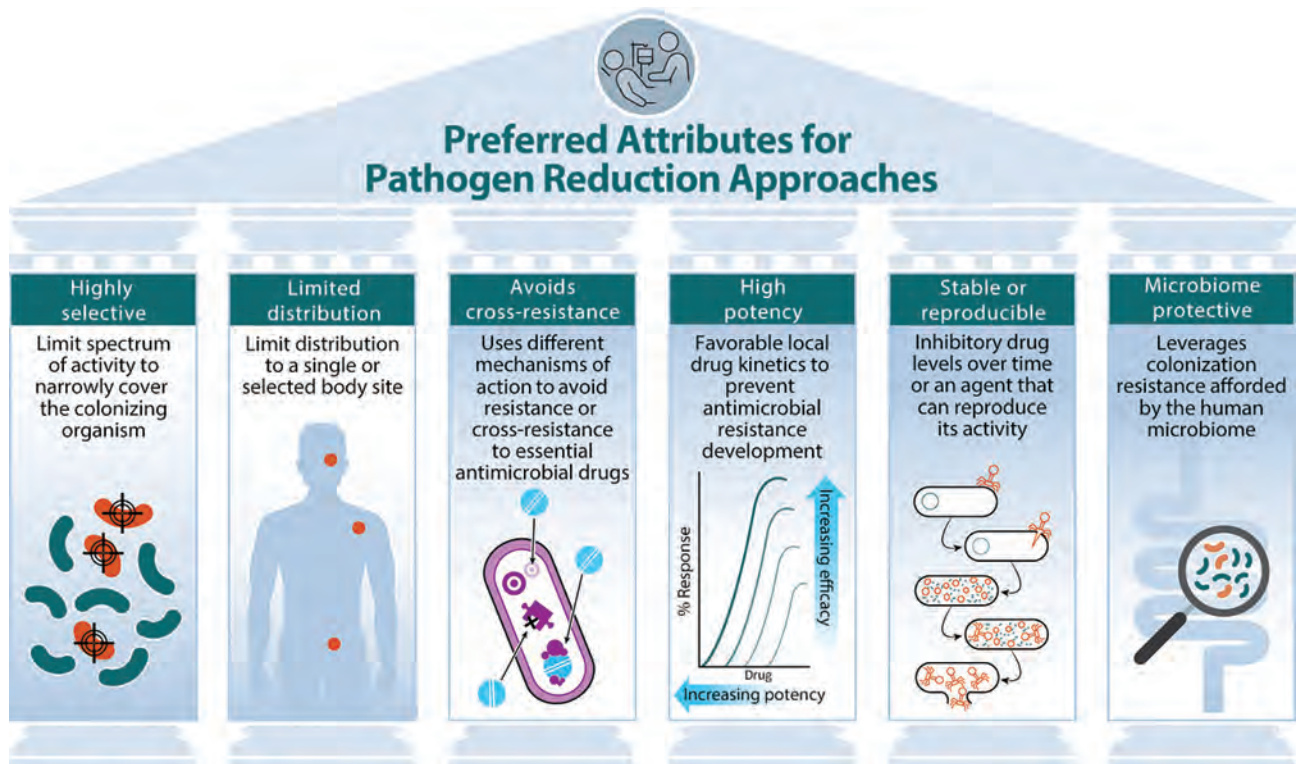 Preferred Attributes for
Pathogen Reduction Approaches
Highly
selective
Limit spectrum
of activity to
narrowly cover
the colonizing
organism
Limited
distribution
Limit distribution
to a single or
selected body site
Avoids
cross-resistance
Uses different
mechanisms of
action to avoid
resistance or
cross-resistance
to essential
antimicrobial drugs
High
potency
Favorable local
drug kinetics to
prevent
antimicrobial
resistance
development
% Response
Increasing efficacy
Drug
Increasing potency
Stable or
reproducible
Inhibitory drug
levels over time
or an agent that
can reproduce
its activity
Microbiome
protective
Leverages
colonization
resistance afforded
by the human
microbiome